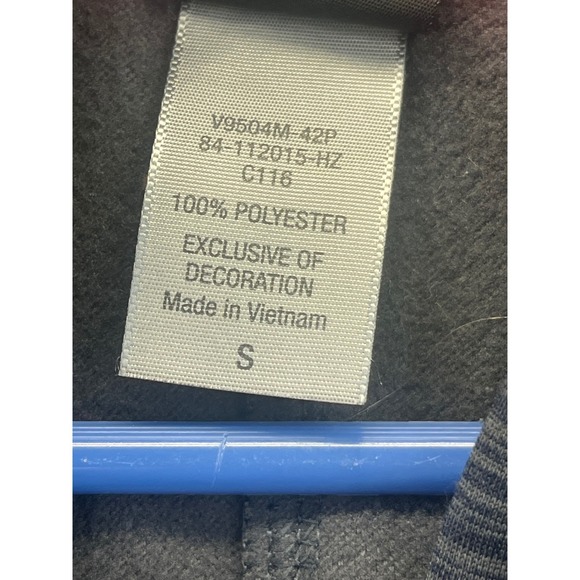 V9504M-42P
84-112015-HZ
C116
100% POLYESTER
EXCLUSIVE OF
DECORATION
Made in Vietnam
S